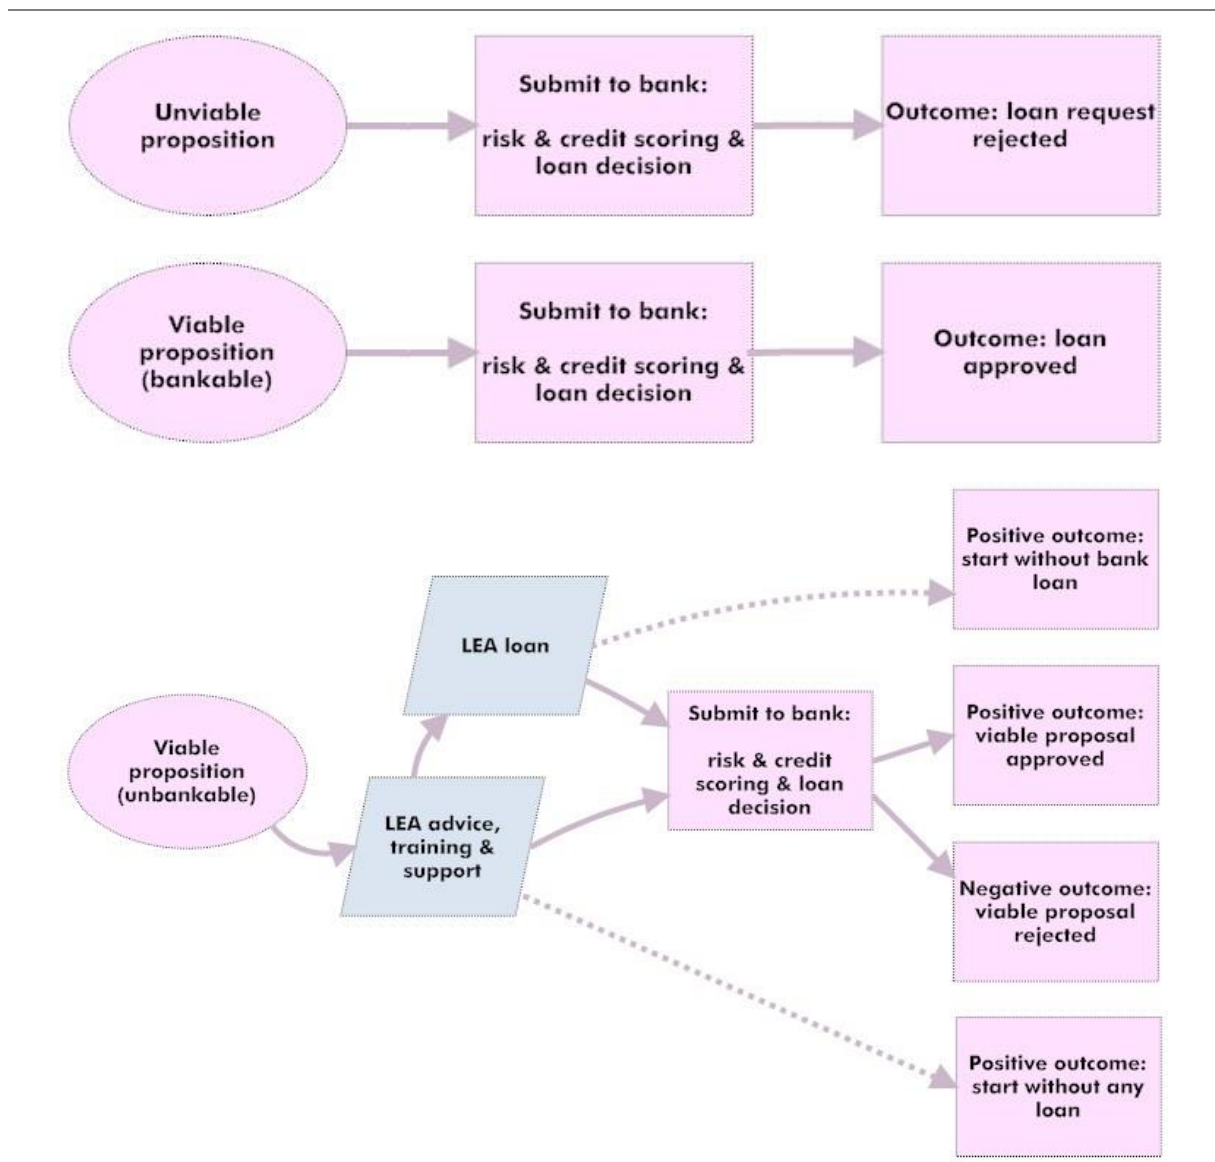 Unviable
proposition
Submit to bank:
risk & credit scoring &
loan decision
Outcome: loan request
rejected
Viable
proposition
(bankable)
Submit to bank:
risk & credit scoring &
loan decision
Outcome: loan
approved
Positive outcome:
start without bank
loan
LEA loan
Viable
proposition
(unbankable)
LEA advice,
training &
support
Submit to bank:
risk & credit
scoring & loan
decision
Positive outcome:
viable proposal
approved
Negative outcome:
viable proposal
rejected
Positive outcome:
start without any
loan